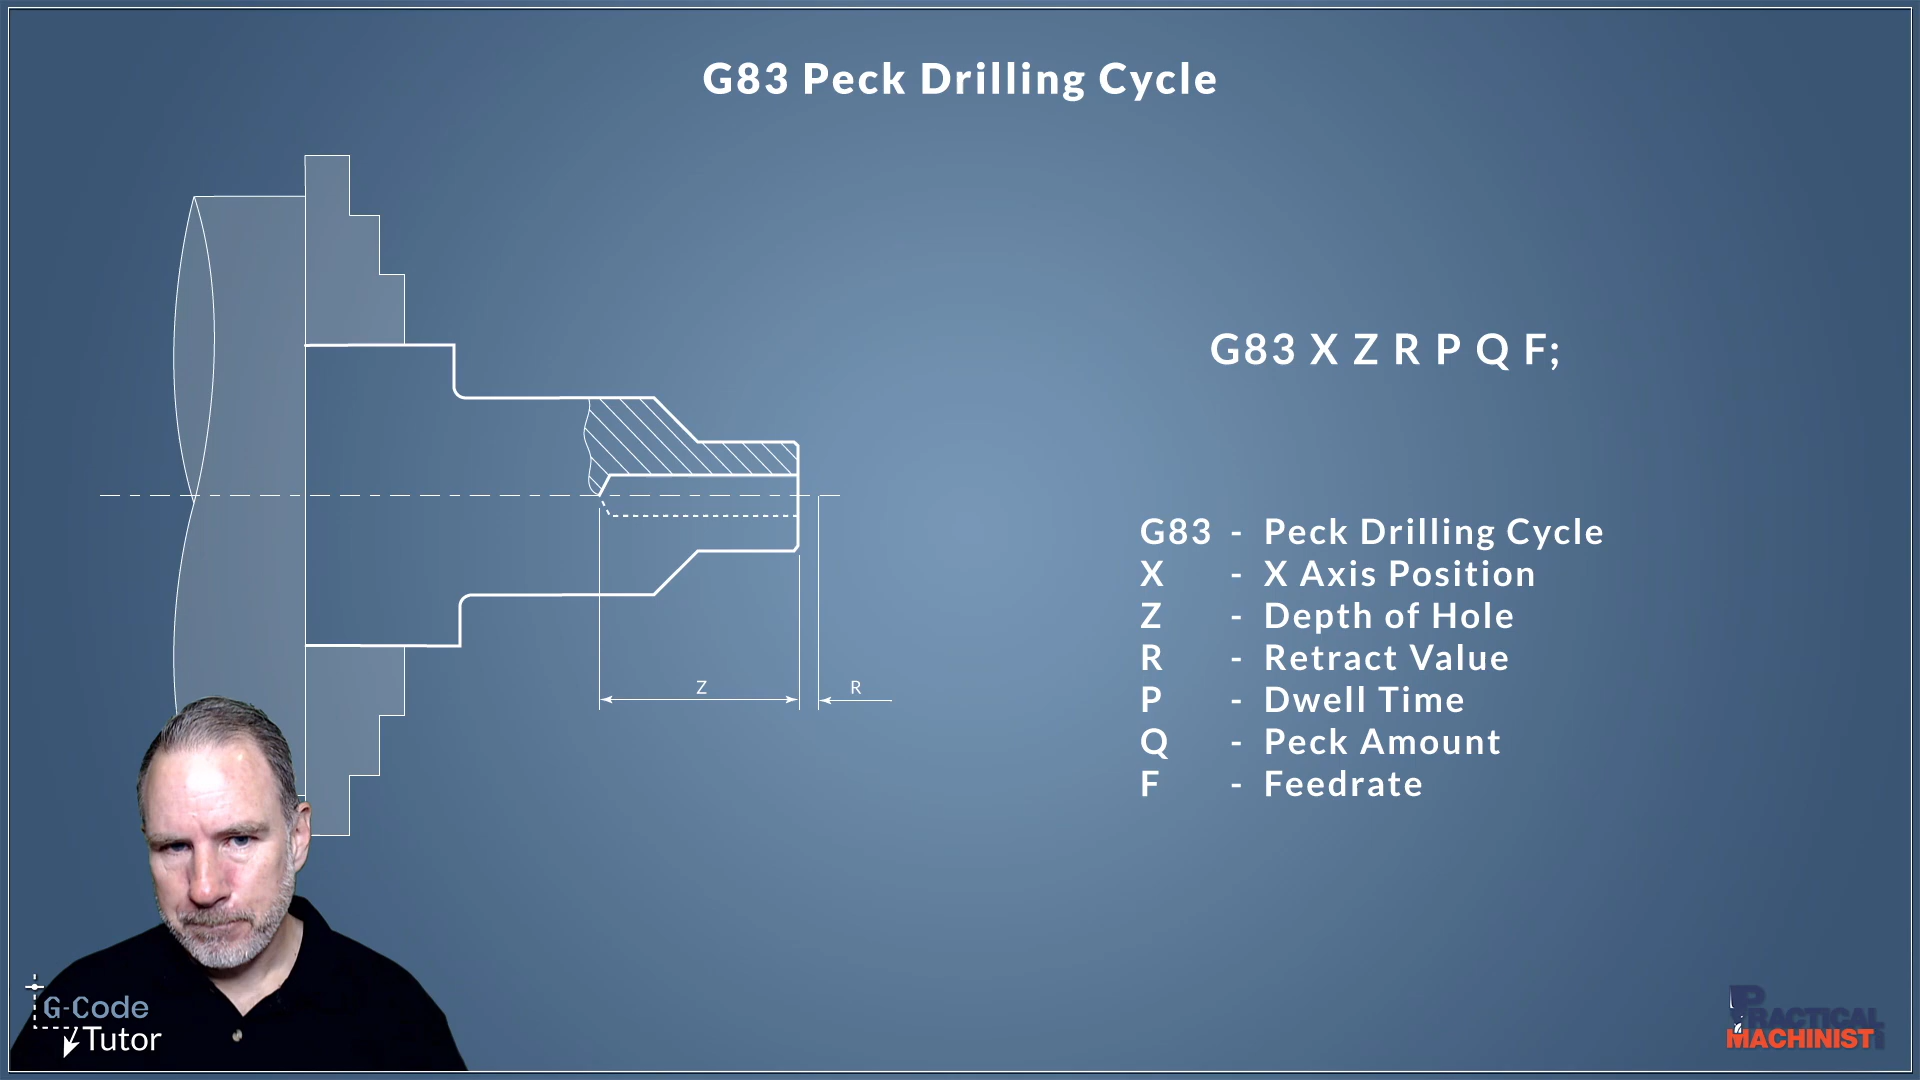 G83 Peck Drilling Cycle
G83 X Z R P Q F;
G83 - Peck Drilling Cycle
X - X Axis Position
Z - Depth of Hole
R - Retract Value
P - Dwell Time
Q - Peck Amount
F - Feedrate
Z
R
G-Code
Tutor
PRACTICAL
MACHINIST